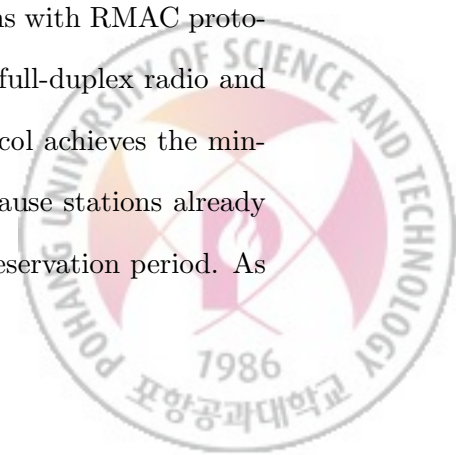 ns with RMAC proto-
full-duplex radio and
col achieves the min-
ause stations already
eservation period. As
POHANG UNIVERSITY OF SCIENCE AND TECHNOLOGY
1986
포항공과대학교